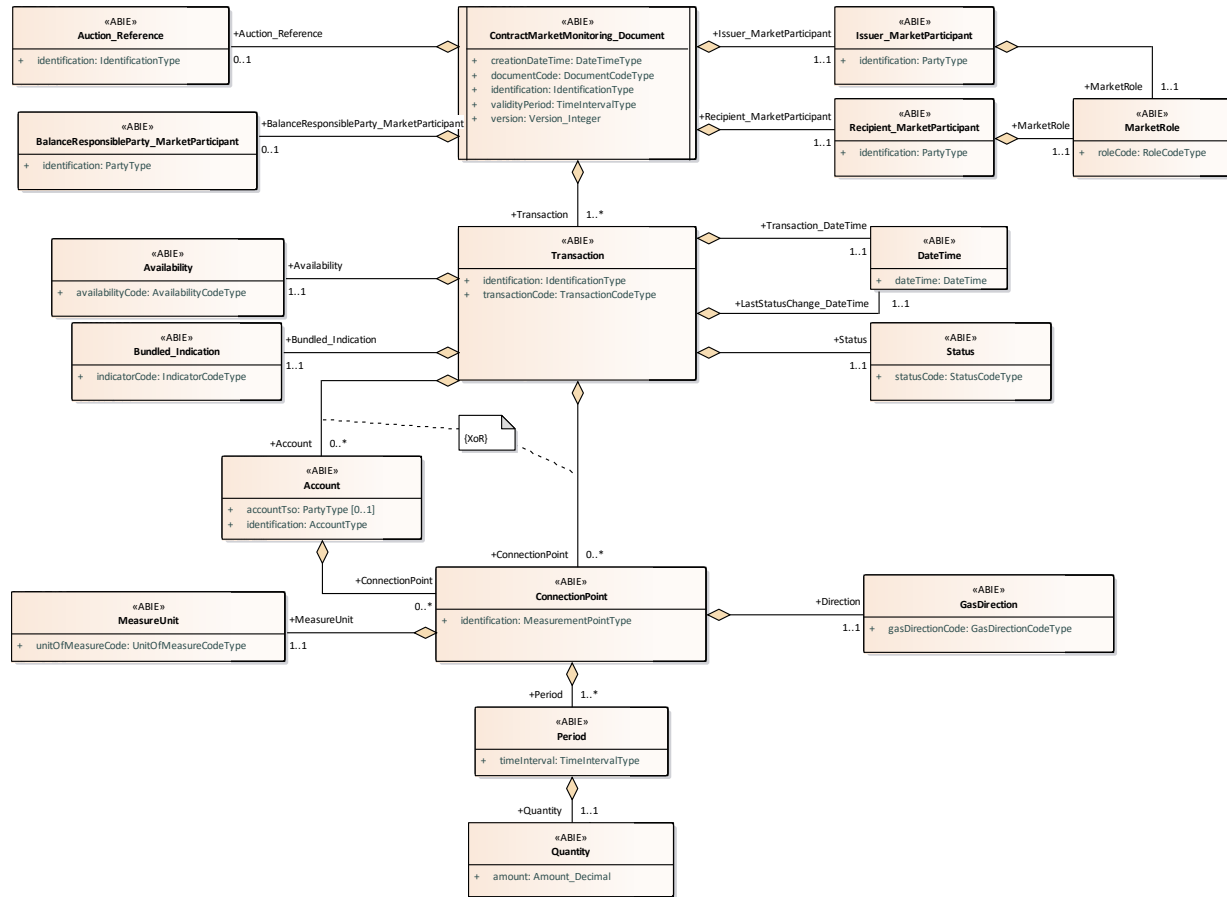 «ABIE»
Auction_Reference
+ identification: IdentificationType
+Auction_Reference
0..1
«ABIE»
ContractMarketMonitoring_Document
+ creationDateTime: DateTimeType
+ documentCode: DocumentCodeType
+ identification: IdentificationType
+ validityPeriod: TimeIntervalType
+ version: Version_Integer
+Issuer_MarketParticipant
1..1
«ABIE»
Issuer_MarketParticipant
+ identification: PartyType
+MarketRole
1..1
«ABIE»
BalanceResponsibleParty_MarketParticipant
+ identification: PartyType
+BalanceResponsibleParty_MarketParticipant
0..1
+Recipient_MarketParticipant
1..1
«ABIE»
Recipient_MarketParticipant
+ identification: PartyType
+MarketRole
1..1
«ABIE»
MarketRole
+ roleCode: RoleCodeType
+Transaction
1..*
«ABIE»
Availability
+ availabilityCode: AvailabilityCodeType
+Availability
1..1
«ABIE»
Transaction
+ identification: IdentificationType
+ transactionCode: TransactionCodeType
+Transaction_DateTime
1..1
«ABIE»
DateTime
+ dateTime: DateTime
+LastStatusChange_DateTime
1..1
«ABIE»
Bundled_Indication
+ indicatorCode: IndicatorCodeType
+Bundled_Indication
1..1
+Status
1..1
«ABIE»
Status
+ statusCode: StatusCodeType
{XoR}
+Account
0..*
«ABIE»
Account
+ accountTso: PartyType [0..1]
+ identification: AccountType
+ConnectionPoint
0..*
+ConnectionPoint
0..*
«ABIE»
MeasureUnit
+ unitOfMeasureCode: UnitOfMeasureCodeType
+MeasureUnit
1..1
«ABIE»
ConnectionPoint
+ identification: MeasurementPointType
+Direction
1..1
«ABIE»
GasDirection
+ gasDirectionCode: GasDirectionCodeType
+Period
1..*
«ABIE»
Period
+ timeInterval: TimeIntervalType
+Quantity
1..1
«ABIE»
Quantity
+ amount: Amount_Decimal